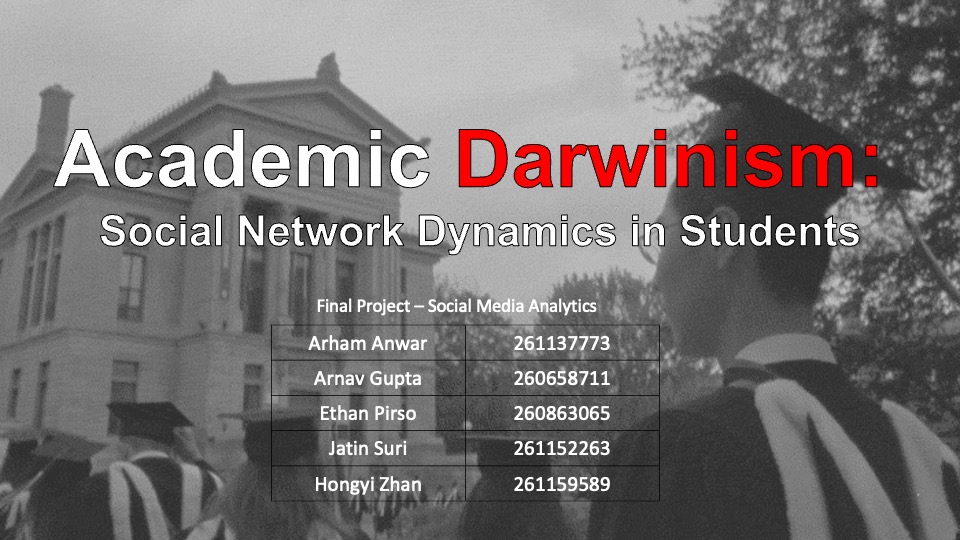 Academic Darwinism:
Social Network Dynamics in Students
Final Project – Social Media Analytics
Arham Anwar 261137773
Arnav Gupta 260658711
Ethan Pirso 260863065
Jatin Suri 261152263
Hongyi Zhan 261159589